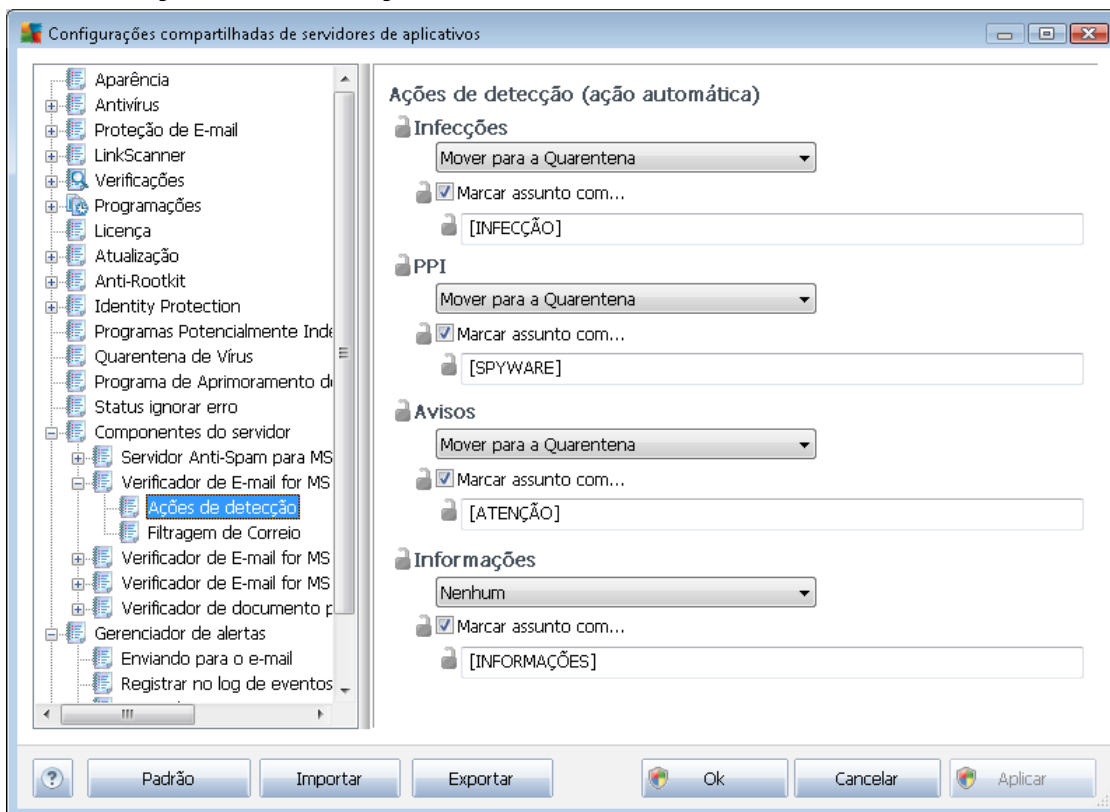 Configurações compartilhadas de servidores de aplicativos
Aparência
Antivírus
Proteção de E-mail
LinkScanner
Verificações
Programações
Licença
Atualização
Anti-Rootkit
Identity Protection
Programas Potencialmente Inde
Quarentena de Vírus
Programa de Aprimoramento d
Status ignorar erro
Componentes do servidor
Servidor Anti-Spam para MS
Verificador de E-mail for MS
Ações de detecção
Filtragem de Correio
Verificador de E-mail for MS
Verificador de E-mail for MS
Verificador de documento p
Gerenciador de alertas
Enviando para o e-mail
Registrar no log de eventos
Ações de detecção (ação automática)
Infecções
Mover para a Quarentena
Marcar assunto com...
[INFECÇÃO]
PPI
Mover para a Quarentena
Marcar assunto com...
[SPYWARE]
Avisos
Mover para a Quarentena
Marcar assunto com...
[ATENÇÃO]
Informações
Nenhum
Marcar assunto com...
[INFORMAÇÕES]
? Padrão Importar Exportar Ok Cancelar Aplicar